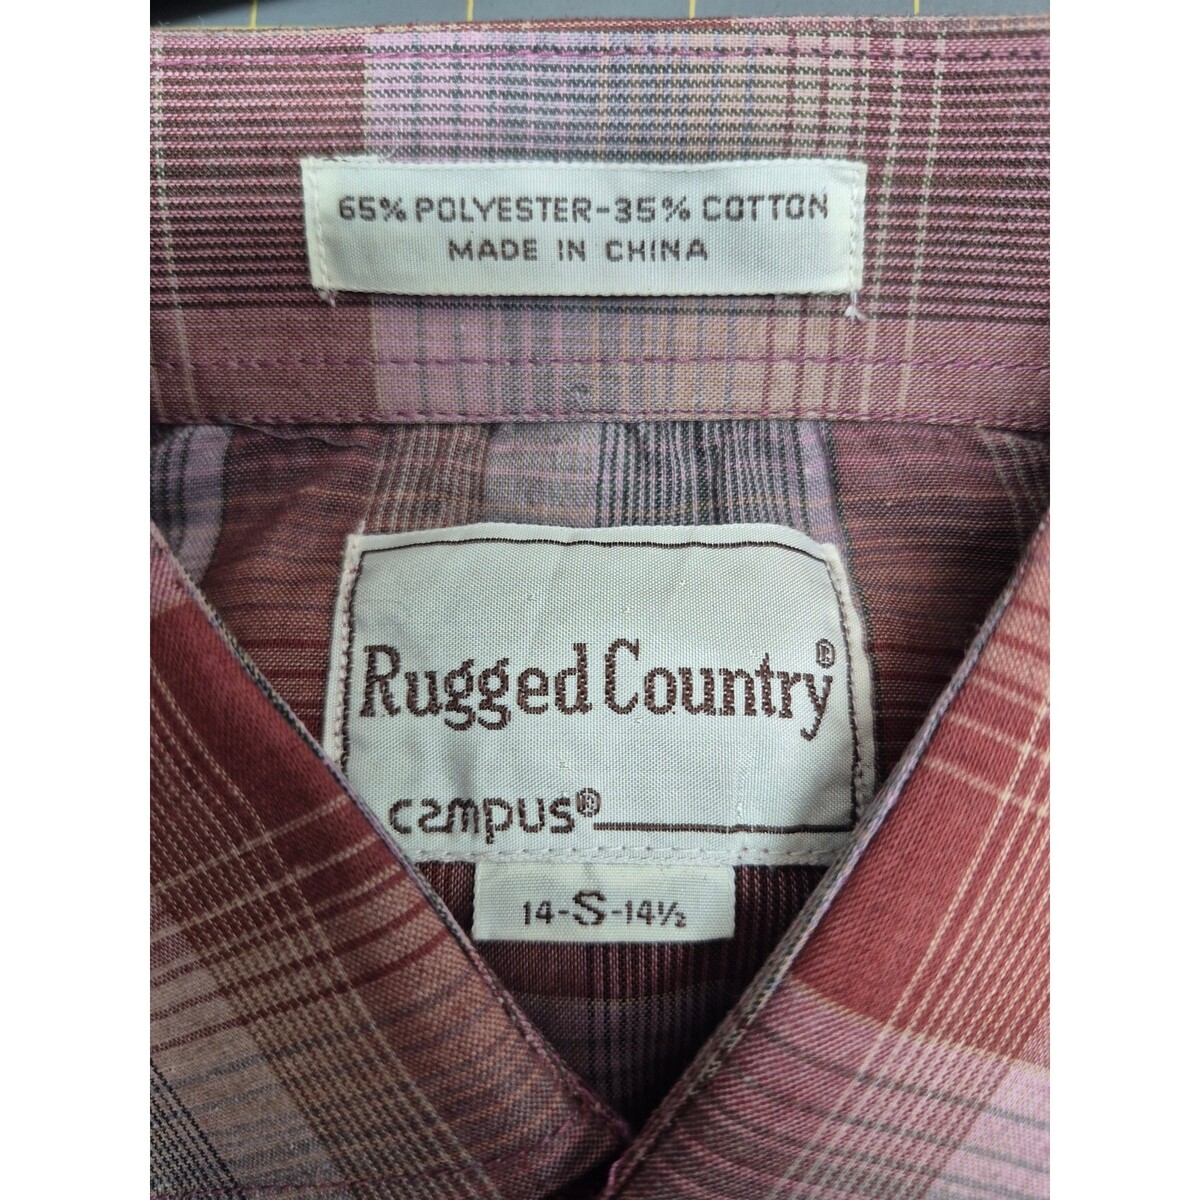 65% POLYESTER-35% COTTON
MADE IN CHINA
Rugged Country®
campus®
14-S-14½